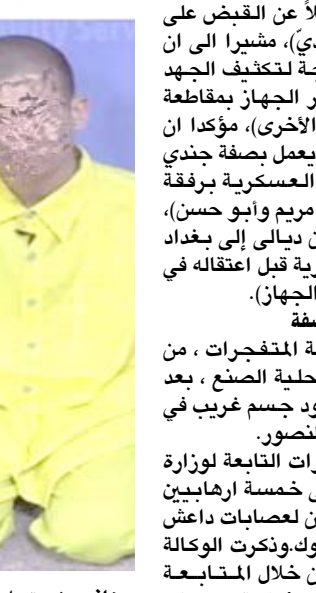 لاً عن القبض على
ديّ)، مشيرا الى ان
جة لتكثيف الجهد
ر الجهاز بمقاطعة
الأخرى)، مؤكدا ان
يعمل بصفة جندي
العسكرية برفقة
مريم وأبو حسن)،
ن ديالى إلى بغداد
رية قبل اعتقاله في
الجهاز).
سفة
ة المتفجرات ، من
حلية الصنع ، بعد
ود جسم غريب في
لنصور.
رات التابعة لوزارة
ى خمسة ارهابيين
ن لعصابات داعش
وك.وذكرت الوكالة
ن خلال المتابعة